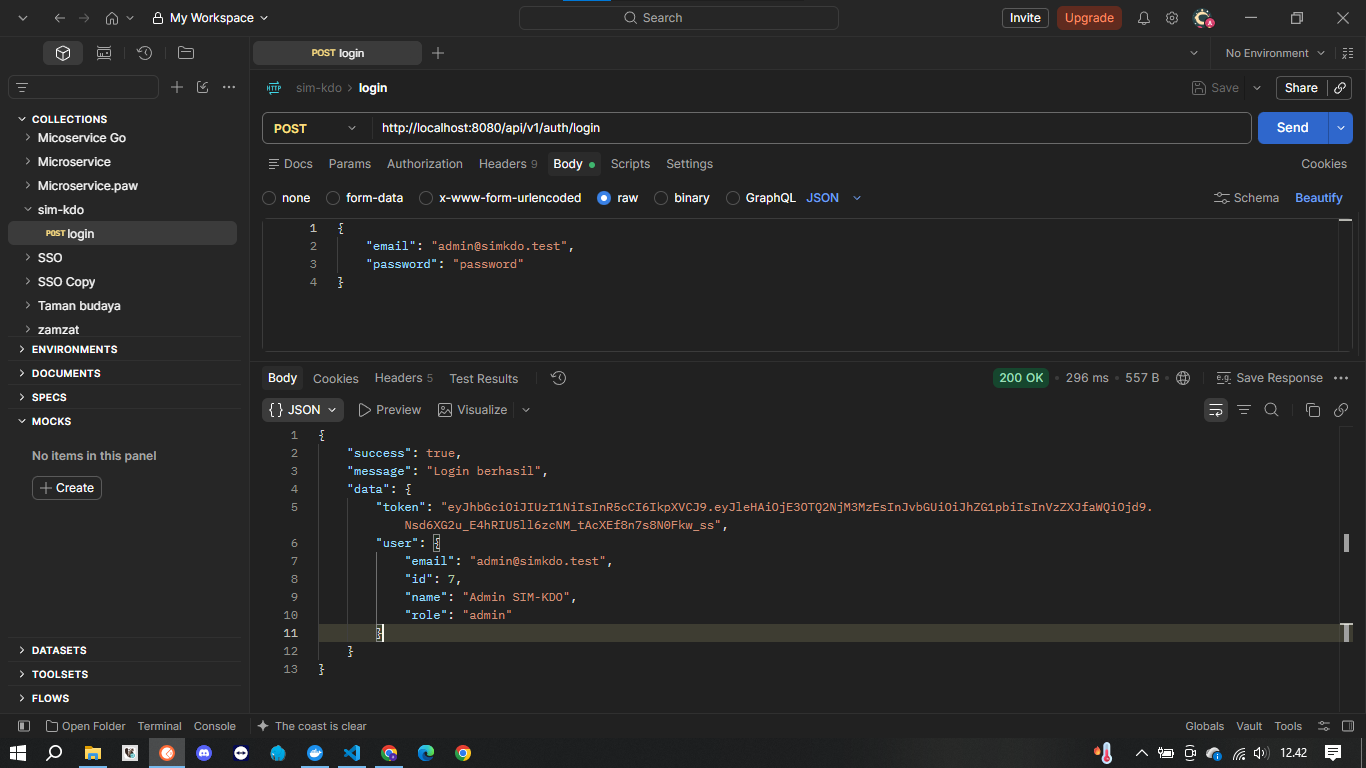 My Workspace
Search
Invite
Upgrade
POST login
No Environment
sim-kdo > login
Save
Share
POST
http://localhost:8080/api/v1/auth/login
Send
Docs
Params
Authorization
Headers 9
Body
Scripts
Settings
Cookies
none
form-data
x-www-form-urlencoded
raw
binary
GraphQL
JSON
Schema
Beautify
1 {
2 "email": "admin@simkdo.test",
3 "password": "password"
4 }
COLLECTIONS
Micoservice Go
Microservice
Microservice.paw
sim-kdo
POST login
SSO
SSO Copy
Taman budaya
zamzat
ENVIRONMENTS
DOCUMENTS
SPECS
MOCKS
No items in this panel
+ Create
DATASETS
TOOLSETS
FLOWS
Body
Cookies
Headers 5
Test Results
200 OK
296 ms
557 B
e.g. Save Response
{} JSON
Preview
Visualize
1 {
2 "success": true,
3 "message": "Login berhasil",
4 "data": {
5 "token": "eyJhbGciOiJIUzI1NiIsInR5cCI6IkpXVCJ9.eyJleHAiOjE3OTQ2NjM3MzEsInJvbGUiOiJhZG1pbiIsInVzZXJfaWQiOjd9.
Nsd6XG2u_E4hRIU5ll6zcNM_tAcXEf8n7s8N0Fkw_ss",
6 "user": {
7 "email": "admin@simkdo.test",
8 "id": 7,
9 "name": "Admin SIM-KDO",
10 "role": "admin"
11 }
12 }
13 }
Open Folder
Terminal
Console
The coast is clear
Globals
Vault
Tools
12.42